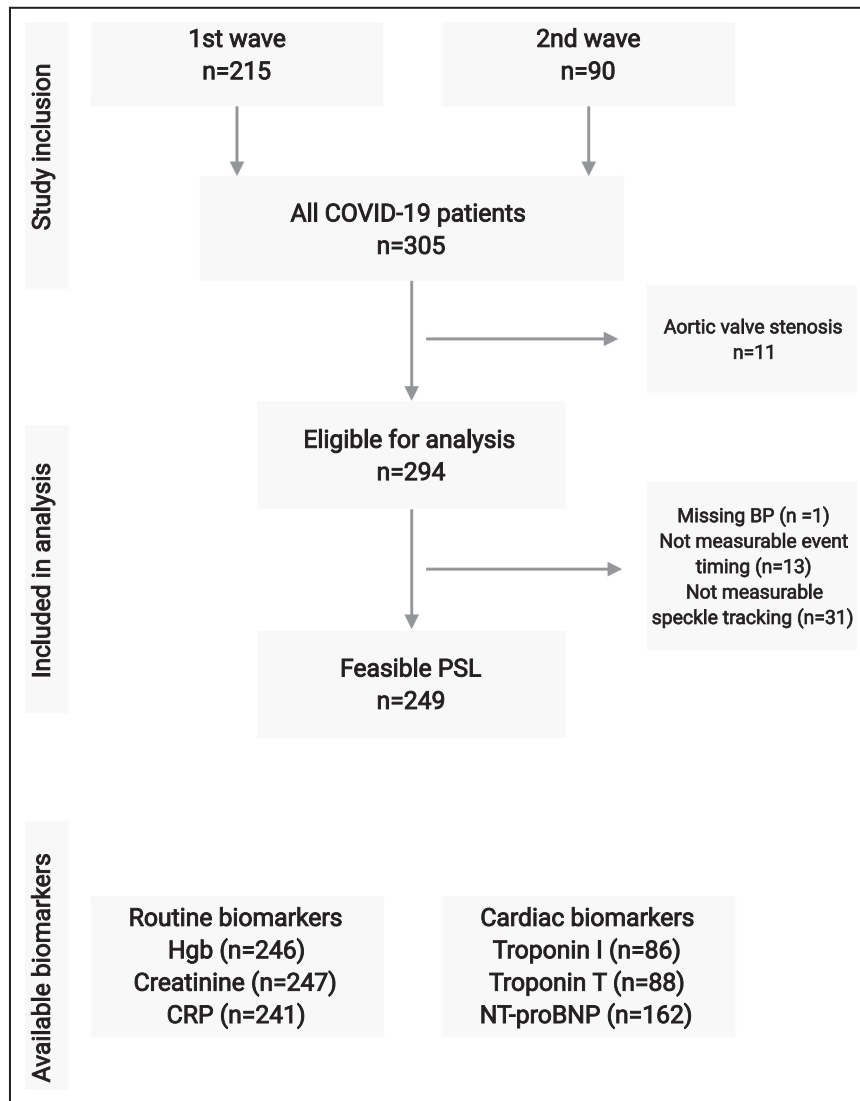 Study inclusion
1st wave
n=215
2nd wave
n=90
All COVID-19 patients
n=305
Aortic valve stenosis
n=11
Included in analysis
Eligible for analysis
n=294
Missing BP (n =1)
Not measurable event
timing (n=13)
Not measurable
speckle tracking (n=31)
Feasible PSL
n=249
Available biomarkers
Routine biomarkers
Hgb (n=246)
Creatinine (n=247)
CRP (n=241)
Cardiac biomarkers
Troponin I (n=86)
Troponin T (n=88)
NT-proBNP (n=162)